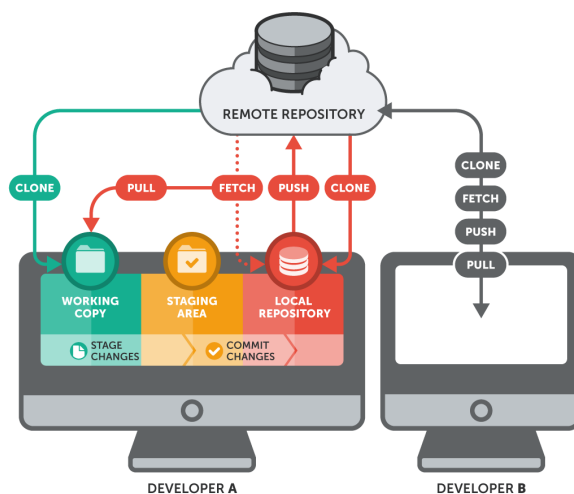 REMOTE REPOSITORY
CLONE
PULL
FETCH
PUSH
CLONE
CLONE
FETCH
PUSH
PULL
WORKING
COPY
STAGING
AREA
LOCAL
REPOSITORY
STAGE
CHANGES
COMMIT
CHANGES
DEVELOPER A
DEVELOPER B